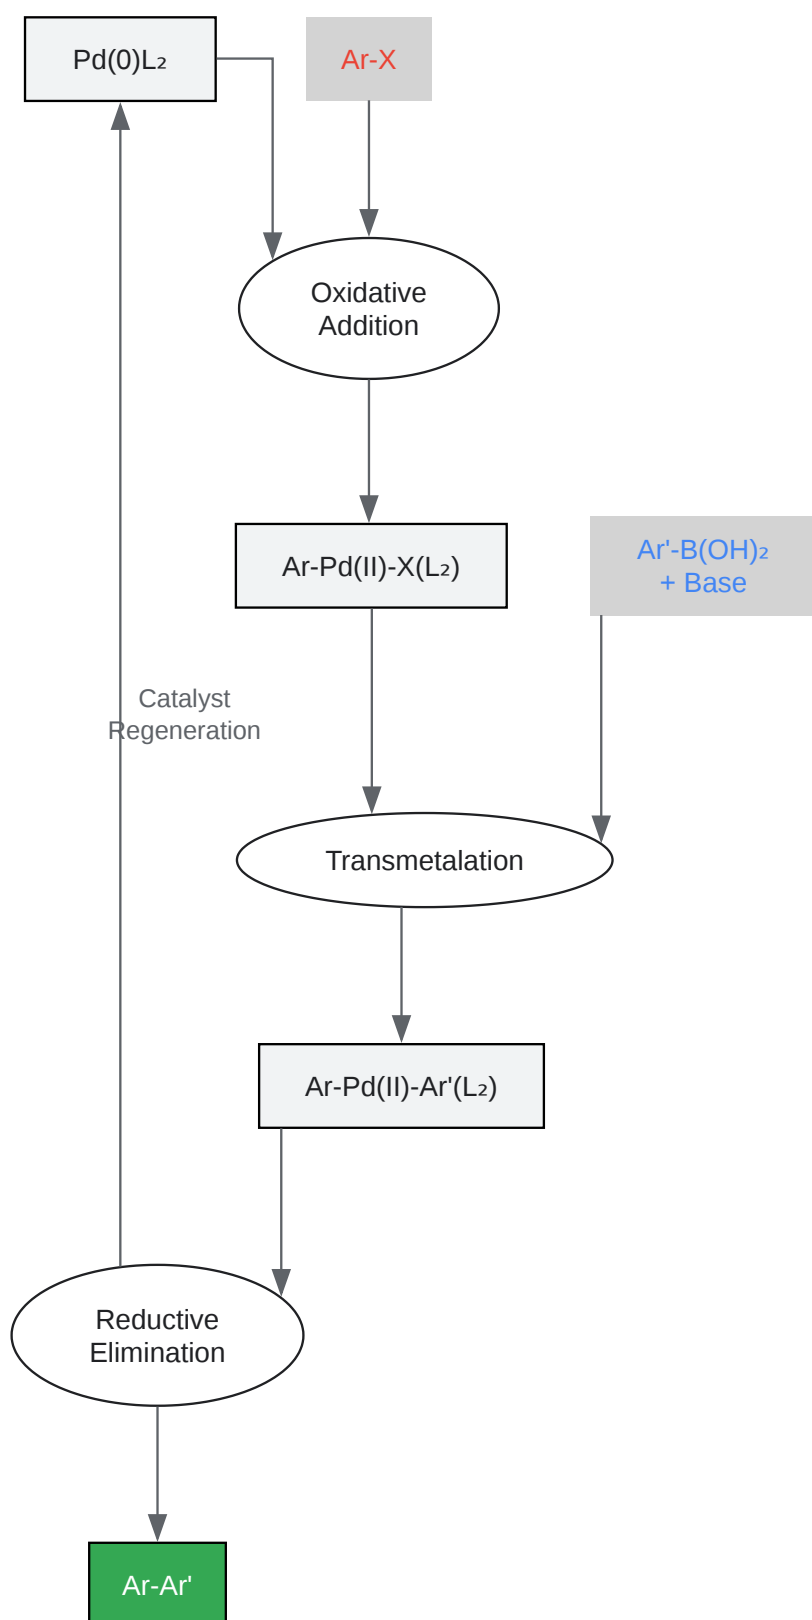 Pd(0)L₂
Ar-X
Oxidative
Addition
Ar-Pd(II)-X(L₂)
Ar'-B(OH)₂
+ Base
Catalyst
Regeneration
Transmetalation
Ar-Pd(II)-Ar'(L₂)
Reductive
Elimination
Ar-Ar'